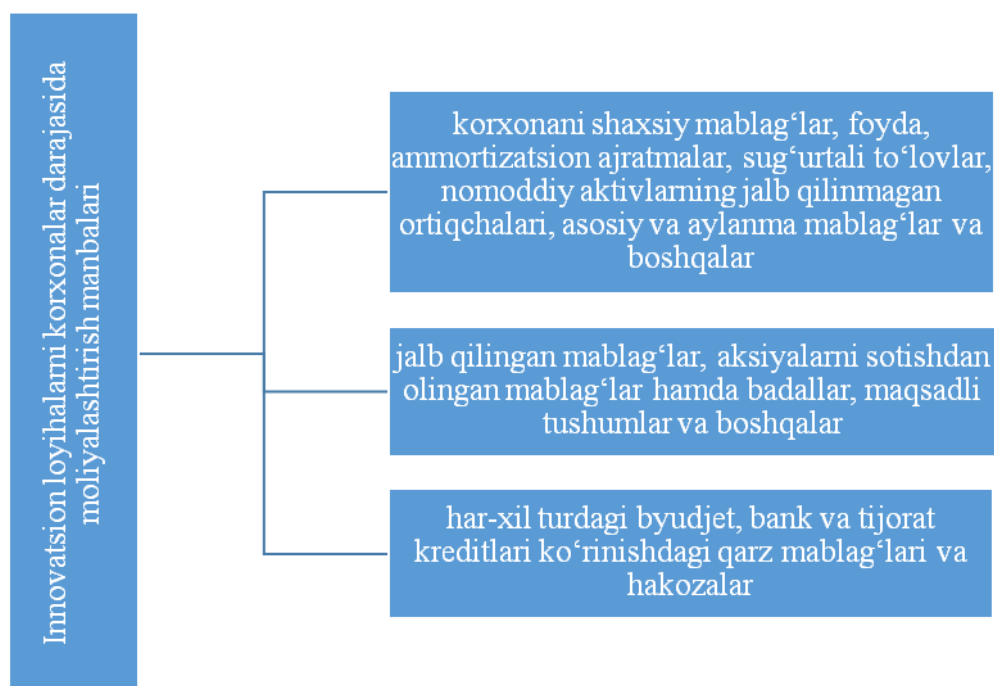 Innovatsion loyihalarni korxonalar darajasida
moliyalashtirish manbalari
korxonani shaxsiy mablag‘lar, foyda,
ammortizatsion ajratmalar, sug‘urtali to‘lovlar,
nomoddiy aktivlarning jalb qilinmagan
ortiqchalari, asosiy va aylanma mablag‘lar va
boshqalar
jalb qilingan mablag‘lar, aksiyalarni sotishdan
olingan mablag‘lar hamda badallar, maqsadli
tushumlar va boshqalar
har-xil turdagi byudjet, bank va tijorat
kreditlari ko‘rinishdagi qarz mablag‘lari va
hakozalar